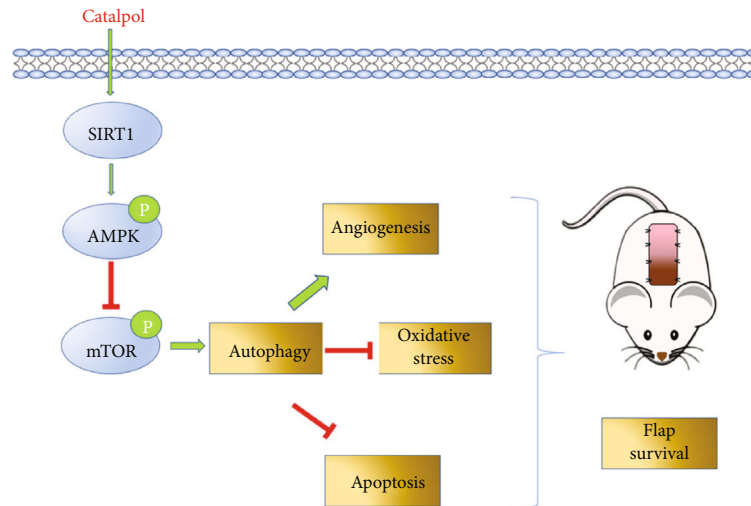 Catalpol
SIRT1
P
AMPK
Angiogenesis
P
mTOR
Autophagy
Oxidative
stress
Flap
survival
Apoptosis